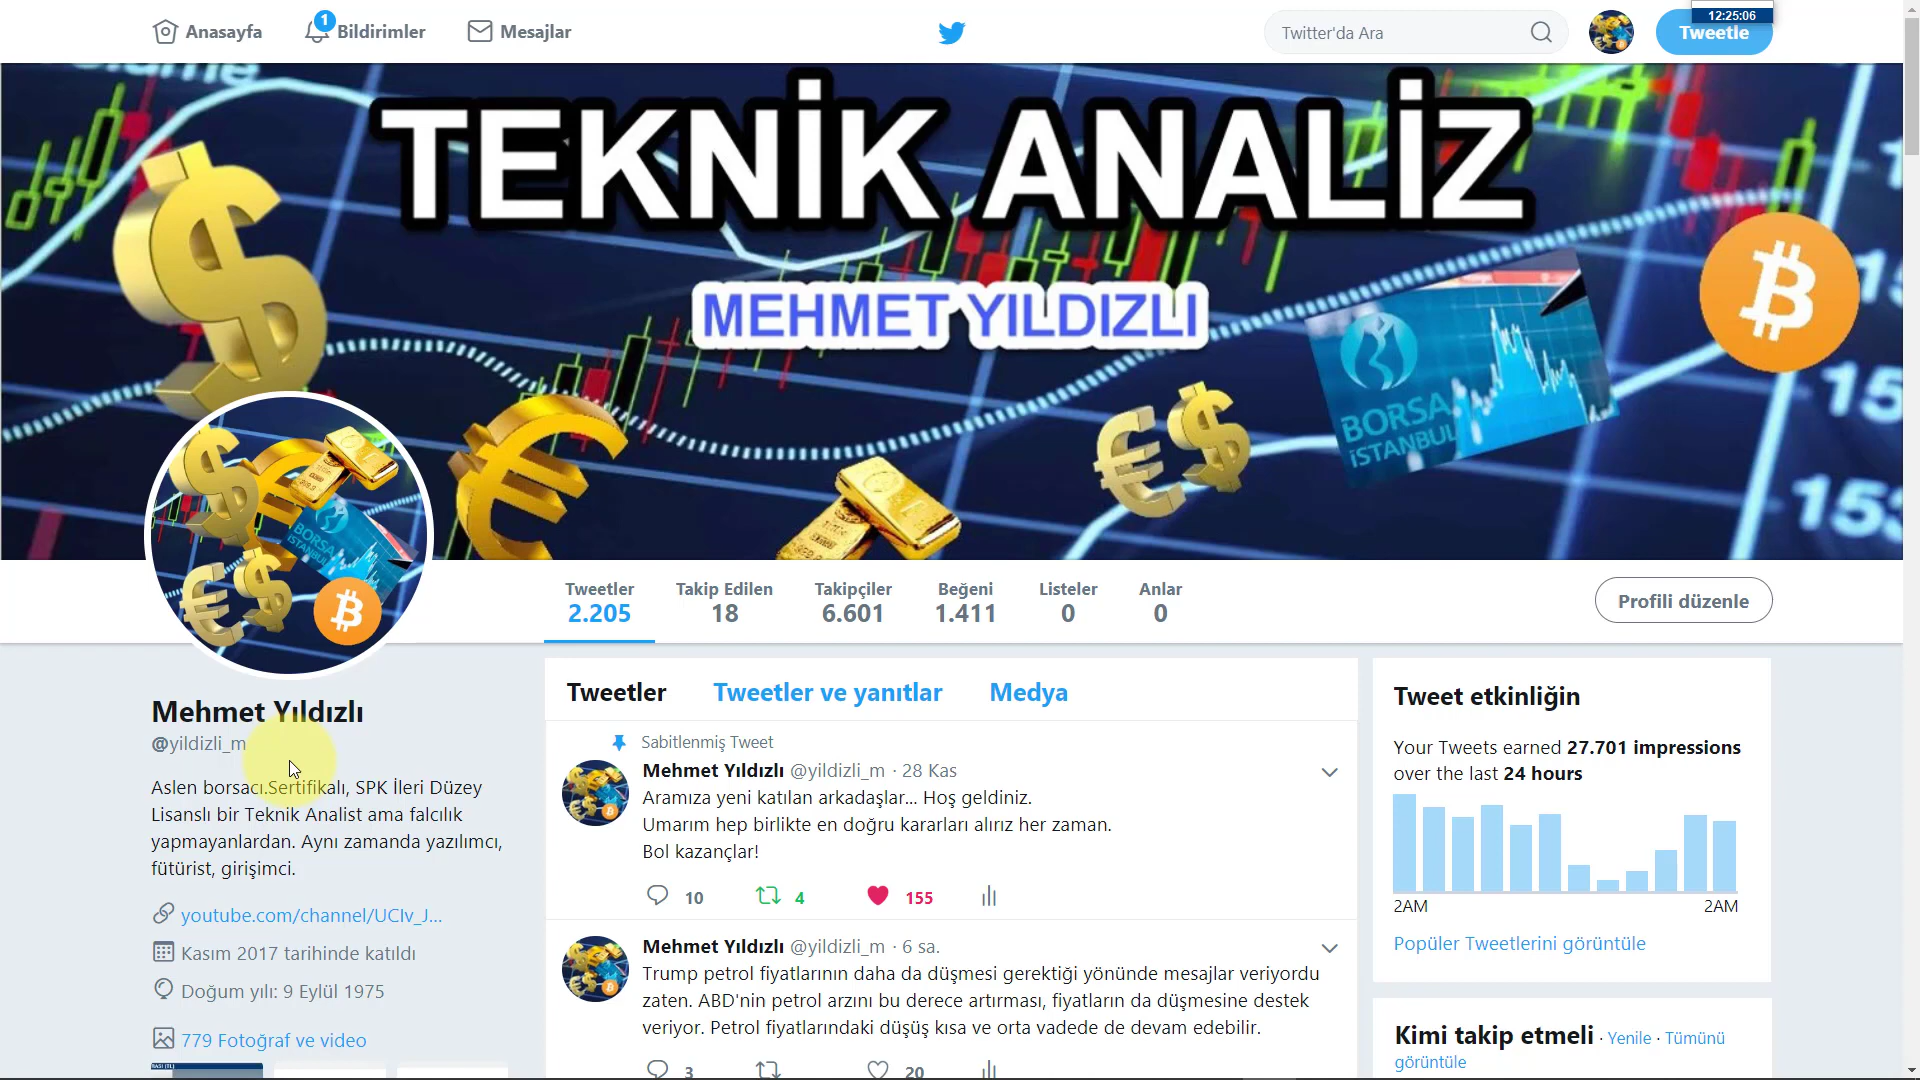 12:25:06
Anasayfa
1
Bildirimler
Mesajlar
Twitter'da Ara
Tweetle
TEKNİK ANALİZ
MEHMET YILDIZLI
BORSA
İSTANBUL
Tweetler
2.205
Takip Edilen
18
Takipçiler
6.601
Beğeni
1.411
Listeler
0
Anlar
0
Profili düzenle
Mehmet Yıldızlı
@yildizli_m
Aslen borsacı.Sertifikalı, SPK İleri Düzey
Lisanslı bir Teknik Analist ama falcılık
yapmayanlardan. Aynı zamanda yazılımcı,
fütürist, girişimci.
youtube.com/channel/UCIv_J...
Kasım 2017 tarihinde katıldı
Doğum yılı: 9 Eylül 1975
779 Fotoğraf ve video
Tweetler
Tweetler ve yanıtlar
Medya
Sabitlenmiş Tweet
Mehmet Yıldızlı @yildizli_m · 28 Kas
Aramıza yeni katılan arkadaşlar... Hoş geldiniz.
Umarım hep birlikte en doğru kararları alırız her zaman.
Bol kazançlar!
10 4 155
Mehmet Yıldızlı @yildizli_m · 6 sa.
Trump petrol fiyatlarının daha da düşmesi gerektiği yönünde mesajlar veriyordu
zaten. ABD'nin petrol arzını bu derece artırması, fiyatların da düşmesine destek
veriyor. Petrol fiyatlarındaki düşüş kısa ve orta vadede de devam edebilir.
3 20
Tweet etkinliğin
Your Tweets earned 27.701 impressions
over the last 24 hours
2AM 2AM
Popüler Tweetlerini görüntüle
Kimi takip etmeli · Yenile · Tümünü
görüntüle